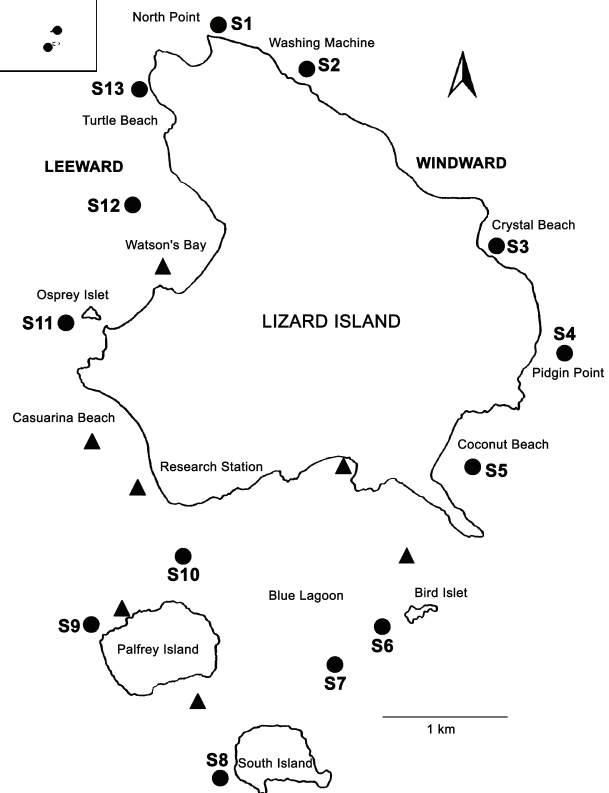 North Point
S1
Washing Machine
S2
S13
Turtle Beach
LEEWARD
WINDWARD
S12
Crystal Beach
S3
Watson's Bay
Osprey Islet
S11
LIZARD ISLAND
S4
Pidgin Point
Casuarina Beach
Coconut Beach
S5
Research Station
S10
Blue Lagoon
Bird Islet
S9
S6
Palfrey Island
S7
1 km
S8
South Island